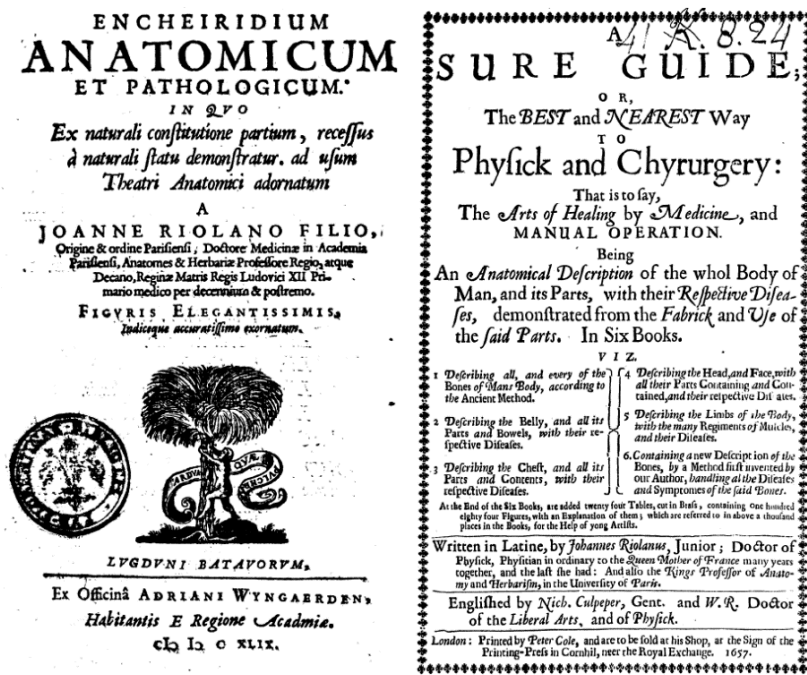 ENCHEIRIDIUM
ANATOMICUM
ET PATHOLOGICUM.
IN QVO
Ex naturali conſtitutione partium, receſſus
à naturali ſtatu demonſtratur. ad uſum
Theatri Anatomici adornatum
A
JOANNE RIOLANO FILIO,
Origine & ordine Pariſienſi, Doctore Medicinæ in Academia
Pariſienſi, Anatomes & Herbariæ Profeſſore Regio, atque
Decano, Reginæ Matris Regis Ludovici XII Pri-
mario medico per decennium & poſtremo.
FIGVRIS ELEGANTISSIMIS,
Indiceque accuratiſſimo exornatum.
ARDVA QVÆ PVLCHRA
LVGDVNI BATAVORVM,
Ex Officinâ ADRIANI WYNGAERDEN,
Habitantis E Regione Acadmiæ.
cIↃ IↃ C XLIX.
A
SURE GUIDE;
OR,
The BEST and NEAREST Way
TO
Phyſick and Chyrurgery:
That is to ſay,
The Arts of Healing by Medicine, and
MANUAL OPERATION.
Being
An Anatomical Deſcription of the whol Body of
Man, and its Parts, with their Reſpective Diſea-
ſes, demonſtrated from the Fabrick and Uſe of
the ſaid Parts. In Six Books.
VIZ.
1 Deſcribing all, and every of the
Bones of Mans Body, according to
the Ancient Method.
2 Deſcribing the Belly, and all its
Parts and Bowels, with their re-
ſpective Diſeaſes.
3 Deſcribing the Cheſt, and all its
Parts and Contents, with their
reſpective Diſeaſes.
4 Deſcribing the Head, and Face, with
all their Parts Containing and Con-
tained, and their reſpective Diſeaſes.
5 Deſcribing the Limbs of the Body,
with the many Regiments of Muſcles,
and their Diſeaſes.
6. Containing a new Deſcription of the
Bones, by a Method firſt invented by
our Author, handling al the Diſeaſes
and Symptomes of the ſaid Bones.
At the End of the Six Books, are added twenty four Tables, cut in Braſs, containing one hundred
eighty four Figures, with an Explanation of them; which are referred to in above a thouſand
places in the Books, for the Help of yong Artiſts.
Written in Latine, by Johannes Riolanus, Junior; Doctor of
Phyſick, Phyſitian in ordinary to the Queen Mother of France many years
together, and the laſt ſhe had: And alſo the Kings Profeſſor of Anato-
my and Herbariſm, in the Univerſity of Paris.
Engliſhed by Nich. Culpeper, Gent. and W.R. Doctor
of the Liberal Arts, and of Phyſick.
London: Printed by Peter Cole, and are to be ſold at his Shop, at the Sign of the
Printing-Preſs in Cornhil, neer the Royal Exchange. 1657.